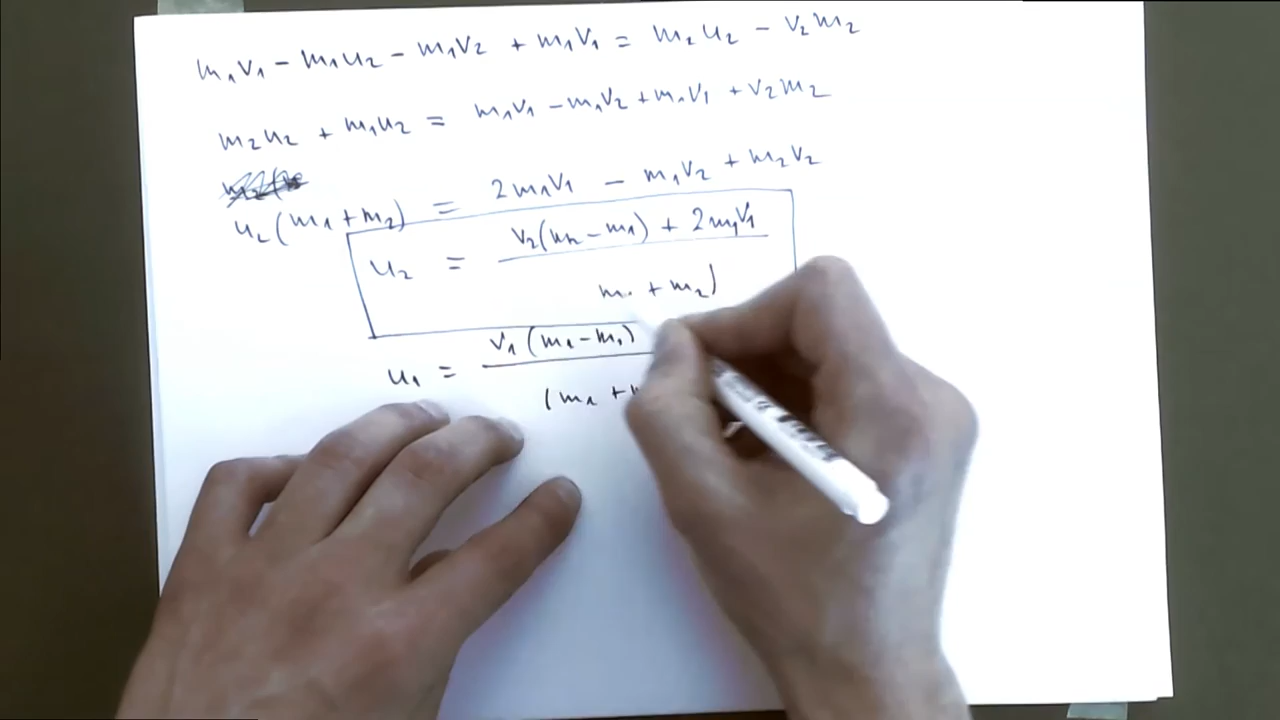 m₁v₁ - m₁u₂ - m₁v₂ + m₁v₁ = m₂u₂ - v₂m₂
m₂u₂ + m₁u₂ = m₁v₁ - m₁v₂ + m₁v₁ + v₂m₂
u₂(m₁+m₂) = 2m₁v₁ - m₁v₂ + m₂v₂
u₂ = v₂(m₂-m₁) + 2m₁v₁
m₁ + m₂)
u₁ = v₁(m₁-m₂)
(m₁ +